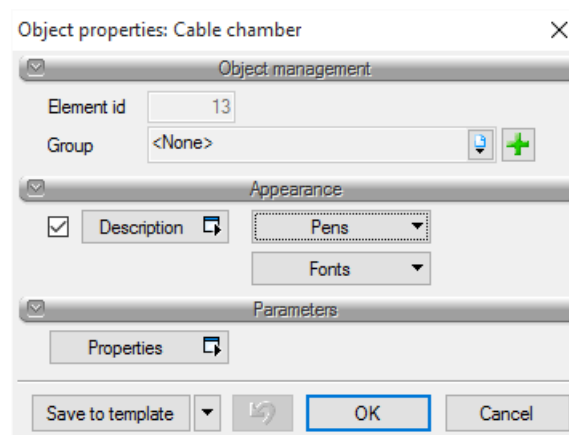 Object properties: Cable chamber
Object management
Element id 13
Group <None>
Appearance
Description Pens
Fonts
Parameters
Properties
Save to template OK Cancel